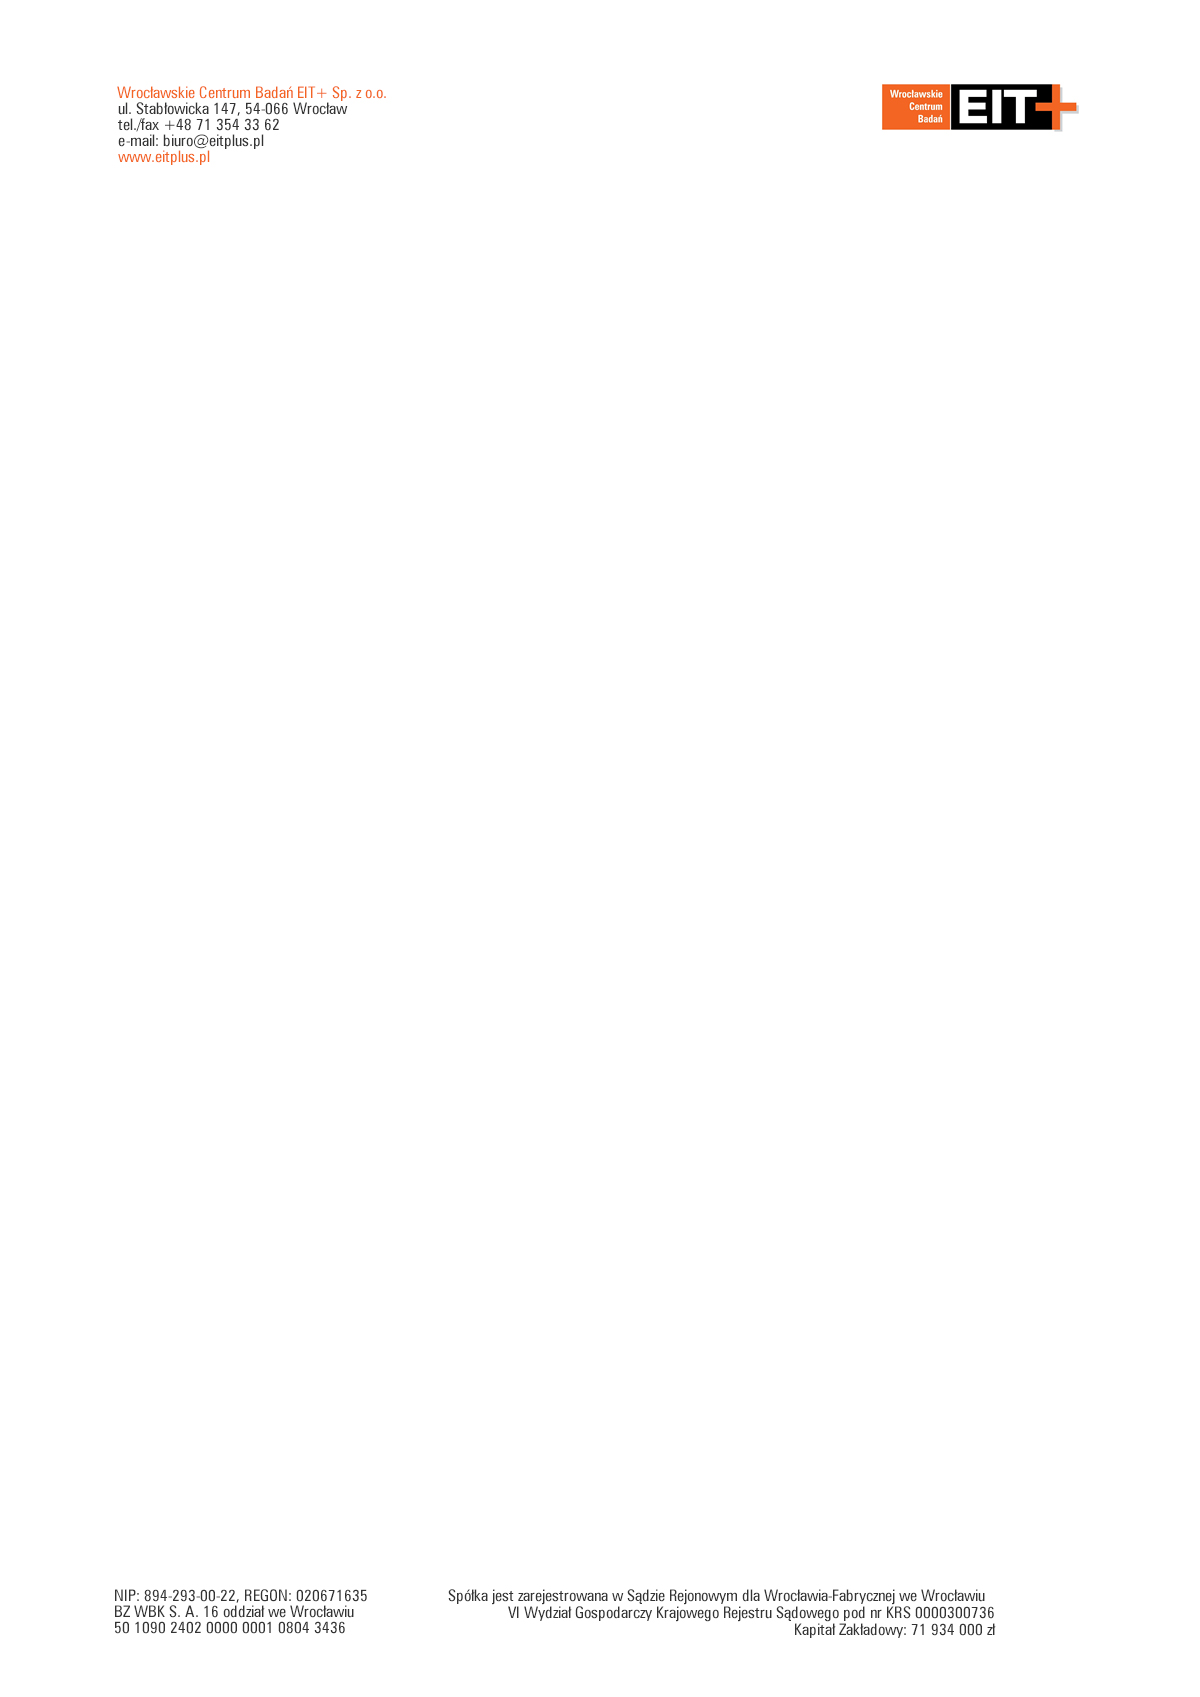 Wrocławskie Centrum Badań EIT+ Sp. z o.o.
ul. Stabłowicka 147, 54-066 Wrocław
tel./fax +48 71 354 33 62
e-mail: biuro@eitplus.pl
www.eitplus.pl
Wrocławskie
Centrum
Badań
EIT+
NIP: 894-293-00-22, REGON: 020671635
BZ WBK S. A. 16 oddział we Wrocławiu
50 1090 2402 0000 0001 0804 3436
Spółka jest zarejestrowana w Sądzie Rejonowym dla Wrocławia-Fabrycznej we Wrocławiu
VI Wydział Gospodarczy Krajowego Rejestru Sądowego pod nr KRS 0000300736
Kapitał Zakładowy: 71 934 000 zł